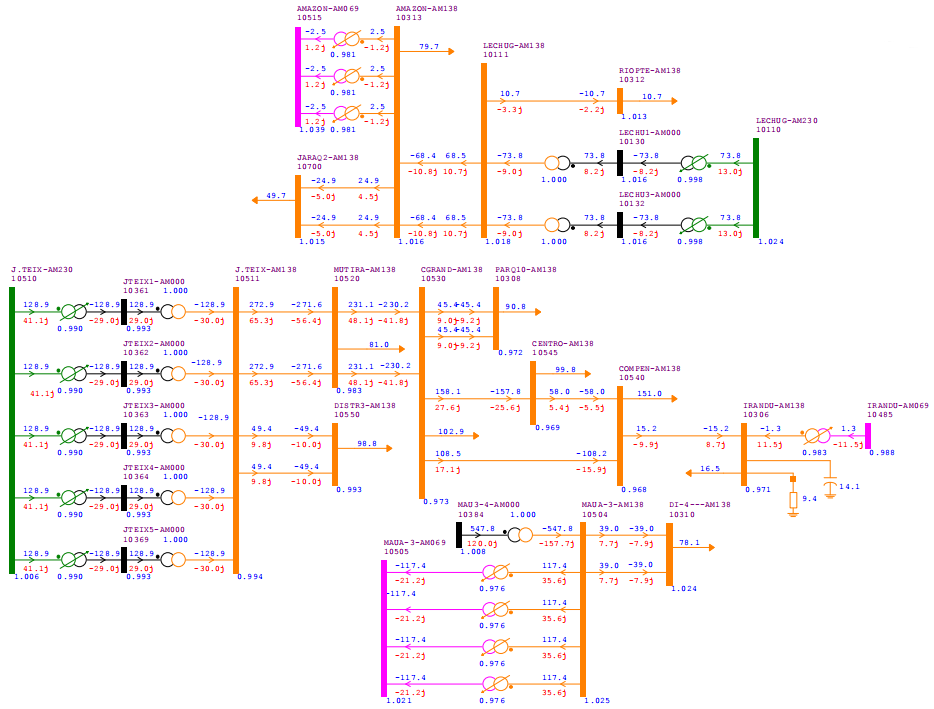 AMAZON-AM069
10515
AMAZON-AM138
10313
-2.5
2.5
1.2j
-1.2j
0.981
79.7
-2.5
2.5
1.2j
-1.2j
0.981
-2.5
2.5
1.2j
-1.2j
1.039
0.981
LECHUG-AM138
10111
10.7
-10.7
-3.3j
-2.2j
RIOPTE-AM138
10312
10.7
1.013
LECHU1-AM000
10130
LECHUG-AM230
10110
JARAQ2-AM138
10700
-68.4
68.5
-73.8
73.8
-73.8
73.8
-10.8j
10.7j
-9.0j
8.2j
-8.2j
13.0j
1.000
1.016
0.998
-24.9
24.9
-5.0j
4.5j
49.7
LECHU3-AM000
10132
-24.9
24.9
-68.4
68.5
-73.8
73.8
-73.8
73.8
-5.0j
4.5j
-10.8j
10.7j
-9.0j
8.2j
-8.2j
13.0j
1.015
1.016
1.018
1.000
1.016
0.998
1.024
J.TEIX-AM230
10510
JTEIX1-AM000
10361
1.000
J.TEIX-AM138
10511
MUTIRA-AM138
10520
CGRAND-AM138
10530
PARQ10-AM138
10308
128.9
-128.9
128.9
-128.9
272.9
-271.6
231.1
-230.2
45.4
-45.4
90.8
41.1j
-29.0j
29.0j
-30.0j
65.3j
-56.4j
48.1j
-41.8j
9.0j
-9.2j
0.990
0.993
45.4
-45.4
9.0j
-9.2j
JTEIX2-AM000
10362
1.000
81.0
0.972
CENTRO-AM138
10545
128.9
-128.9
128.9
-128.9
272.9
-271.6
231.1
-230.2
99.8
41.1j
-29.0j
29.0j
-30.0j
65.3j
-56.4j
48.1j
-41.8j
0.990
0.993
0.983
COMPEN-AM138
10540
158.1
-157.8
58.0
-58.0
151.0
27.6j
-25.6j
5.4j
-5.5j
JTEIX3-AM000
10363
1.000
-128.9
DISTR3-AM138
10550
0.969
IRANDU-AM138
10306
IRANDU-AM069
10485
128.9
-128.9
128.9
49.4
-49.4
102.9
15.2
-15.2
-1.3
1.3
41.1j
-29.0j
29.0j
-30.0j
9.8j
-10.0j
98.8
-9.9j
8.7j
11.5j
-11.5j
0.990
0.993
0.983
0.988
JTEIX4-AM000
10364
1.000
49.4
-49.4
108.5
-108.2
16.5
9.8j
-10.0j
17.1j
-15.9j
0.993
0.968
0.971
14.1
9.4
128.9
-128.9
128.9
-128.9
41.1j
-29.0j
29.0j
-30.0j
0.990
0.993
0.973
JTEIX5-AM000
10369
1.000
MAU3-4-AM000
10384
1.000
MAUA-3-AM138
10504
DI-4---AM138
10310
128.9
-128.9
128.9
-128.9
547.8
-547.8
39.0
-39.0
78.1
41.1j
-29.0j
29.0j
-30.0j
120.0j
-157.7j
7.7j
-7.9j
1.006
0.990
0.993
0.994
1.008
MAUA-3-AM069
10505
-117.4
117.4
39.0
-39.0
-21.2j
35.6j
7.7j
-7.9j
0.976
1.024
-117.4
117.4
-21.2j
35.6j
0.976
-117.4
117.4
-21.2j
35.6j
0.976
-117.4
117.4
-21.2j
35.6j
1.021
0.976
1.025